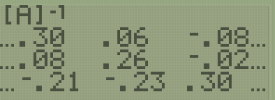 [A]-1
….30 .06 -.08…
….08 .26 -.02…
…-.21 -.23 .30 …